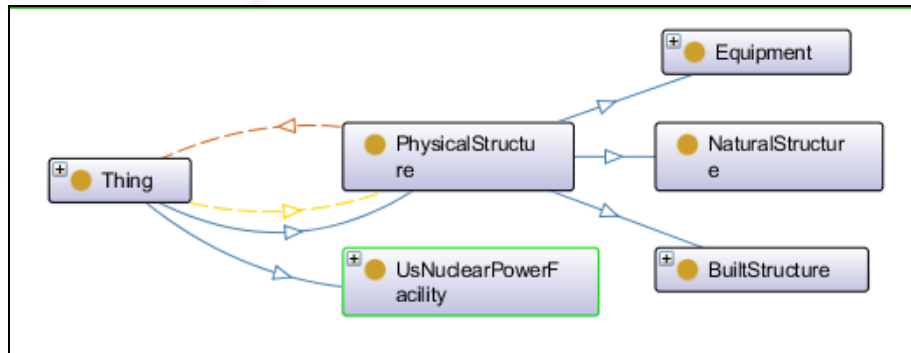 Equipment
PhysicalStructu
re
NaturalStructur
e
Thing
UsNuclearPowerF
acility
BuiltStructure